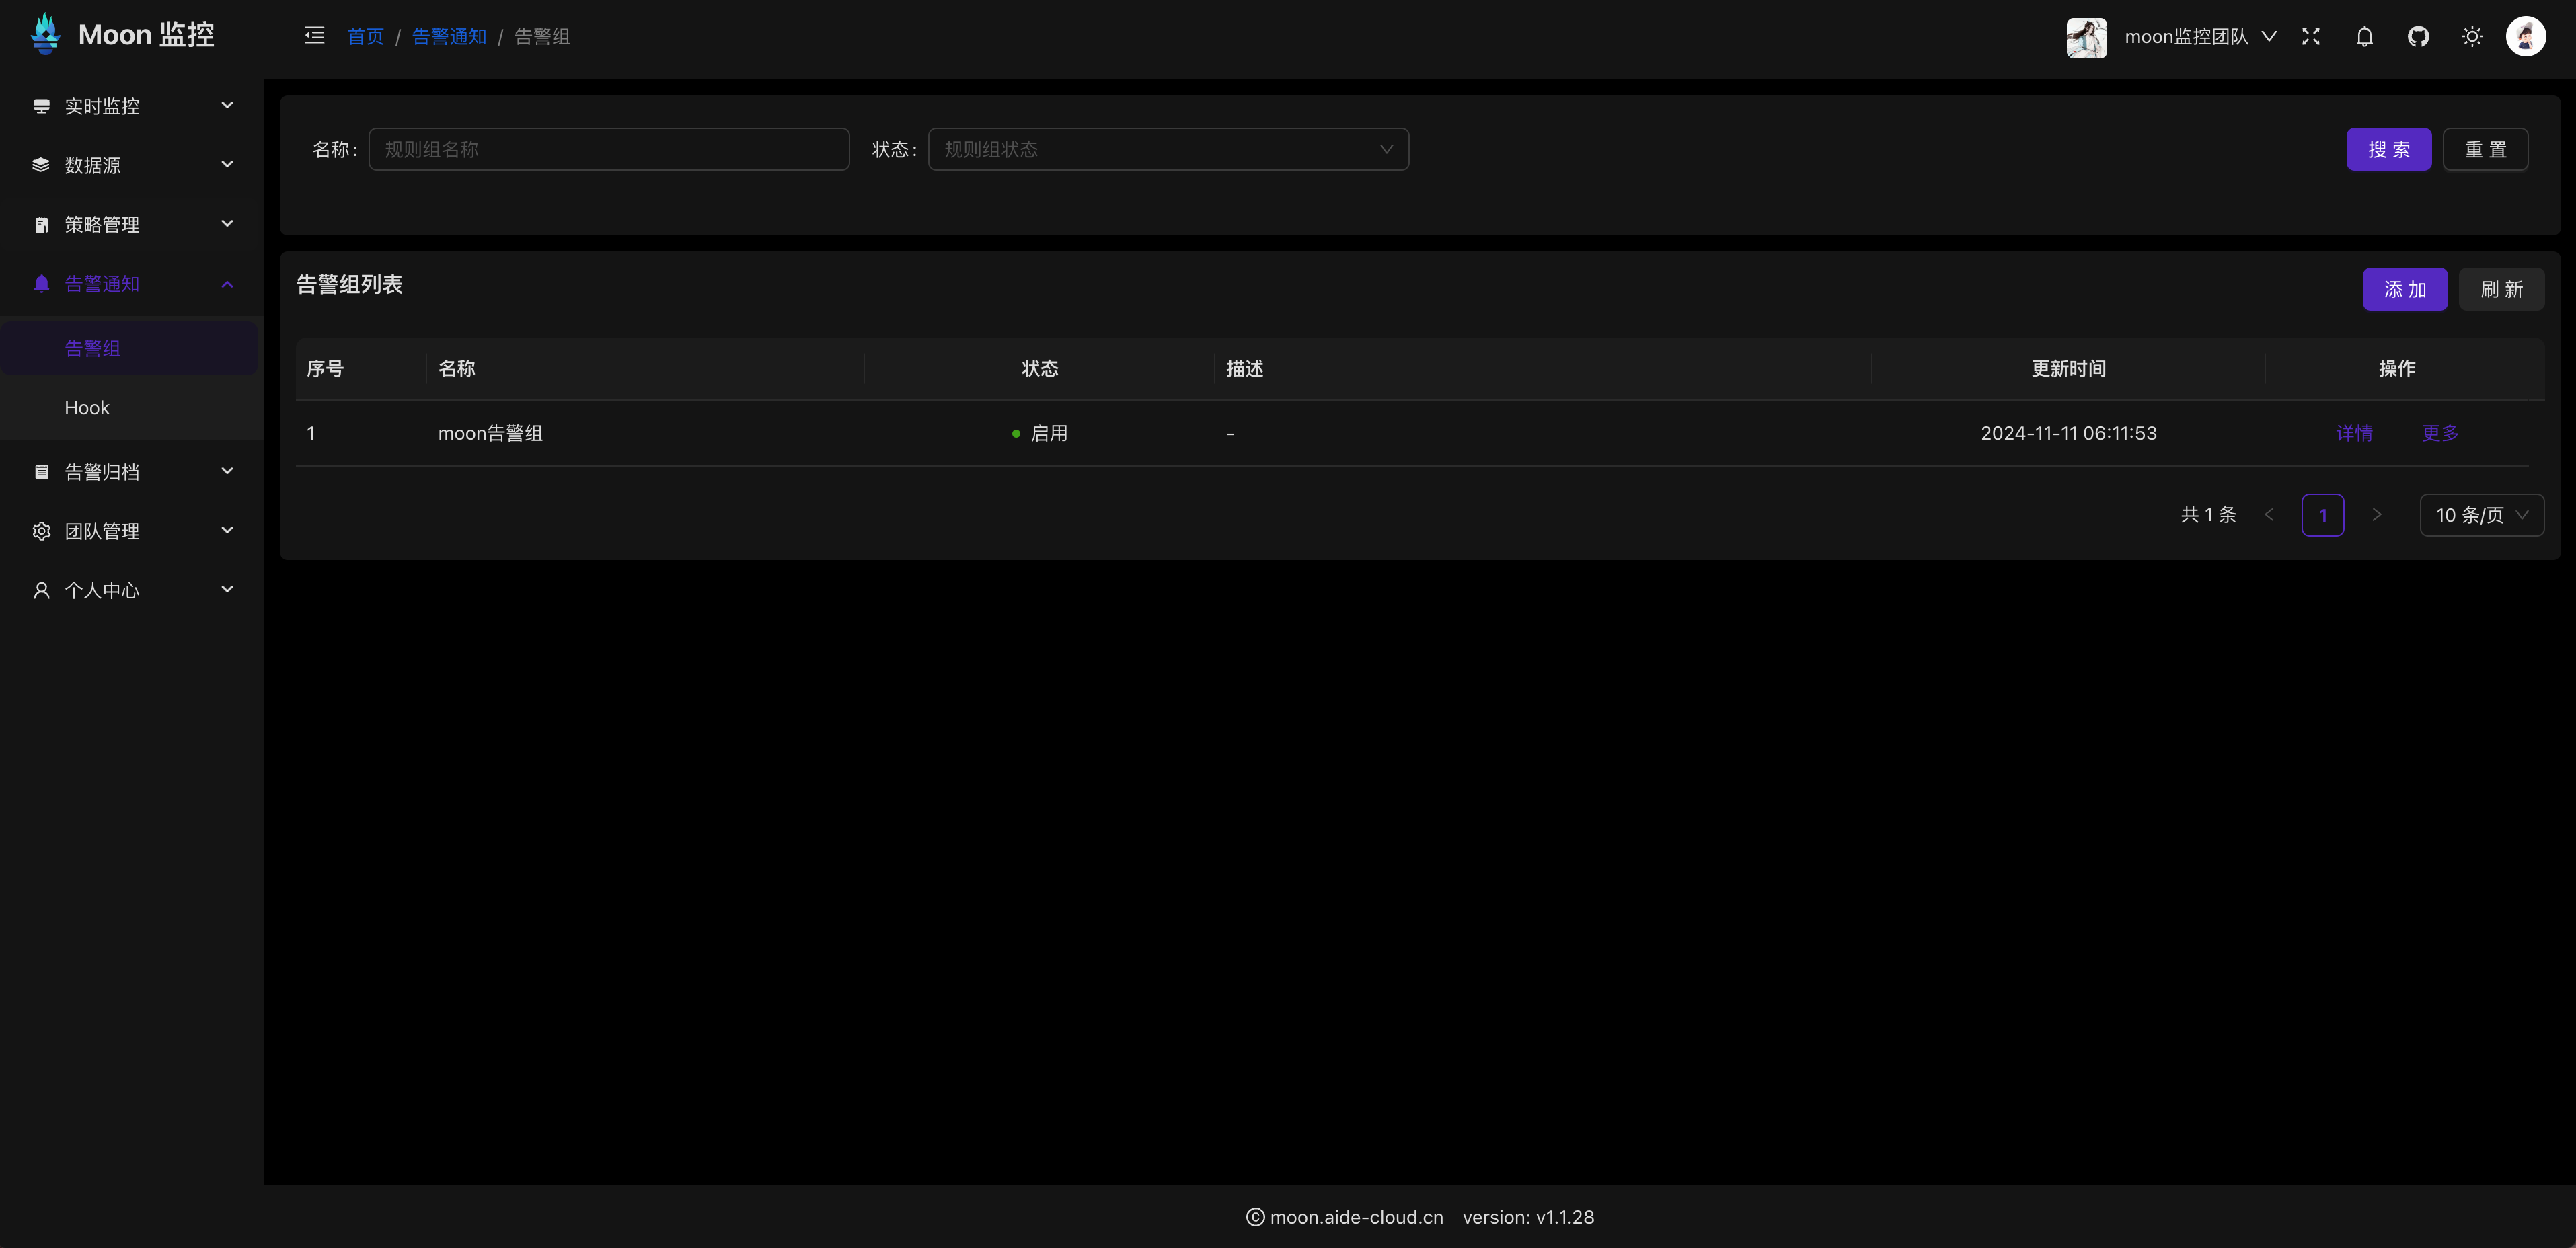 Moon 监控
首页 / 告警通知 / 告警组
moon监控团队
实时监控
数据源
策略管理
告警通知
告警组
Hook
告警归档
团队管理
个人中心
名称: 规则组名称 状态: 规则组状态 搜 索 重 置
告警组列表 添 加 刷 新
序号 名称 状态 描述 更新时间 操作
1 moon告警组 启用 - 2024-11-11 06:11:53 详情 更多
共 1 条 < 1 > 10 条/页
© moon.aide-cloud.cn version: v1.1.28